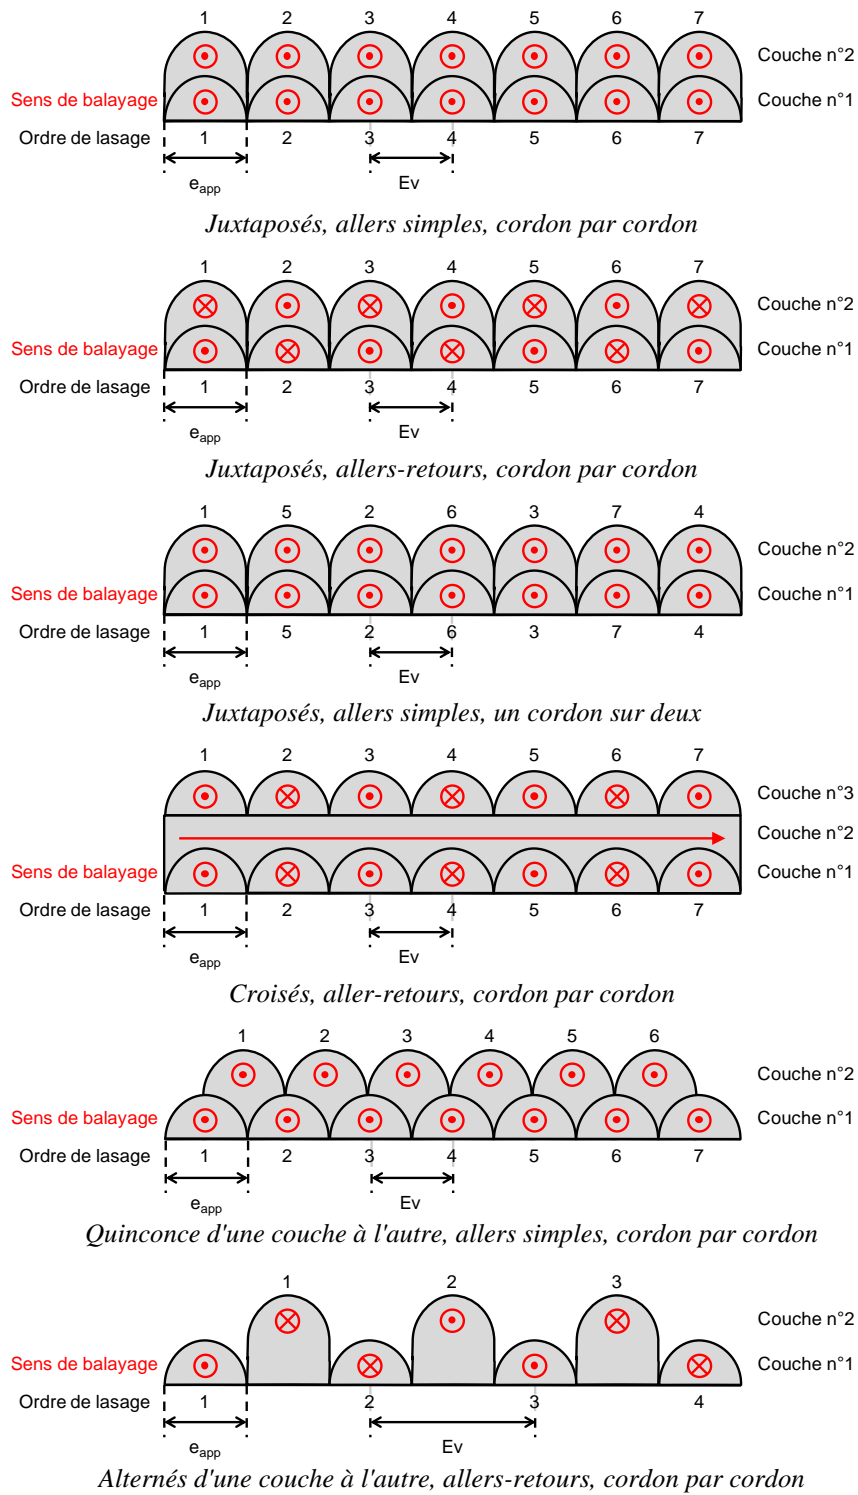 1 2 3 4 5 6 7
Couche n°2
Sens de balayage Couche n°1
Ordre de lasage 1 2 3 4 5 6 7
e_app Ev
Juxtaposés, allers simples, cordon par cordon
1 2 3 4 5 6 7
Couche n°2
Sens de balayage Couche n°1
Ordre de lasage 1 2 3 4 5 6 7
e_app Ev
Juxtaposés, allers-retours, cordon par cordon
1 5 2 6 3 7 4
Couche n°2
Sens de balayage Couche n°1
Ordre de lasage 1 5 2 6 3 7 4
e_app Ev
Juxtaposés, allers simples, un cordon sur deux
1 2 3 4 5 6 7
Couche n°3
Couche n°2
Sens de balayage Couche n°1
Ordre de lasage 1 2 3 4 5 6 7
e_app Ev
Croisés, aller-retours, cordon par cordon
1 2 3 4 5 6
Couche n°2
Sens de balayage Couche n°1
Ordre de lasage 1 2 3 4 5 6 7
e_app Ev
Quinconce d'une couche à l'autre, allers simples, cordon par cordon
1 2 3
Couche n°2
Sens de balayage Couche n°1
Ordre de lasage 1 2 3 4
e_app Ev
Alternés d'une couche à l'autre, allers-retours, cordon par cordon